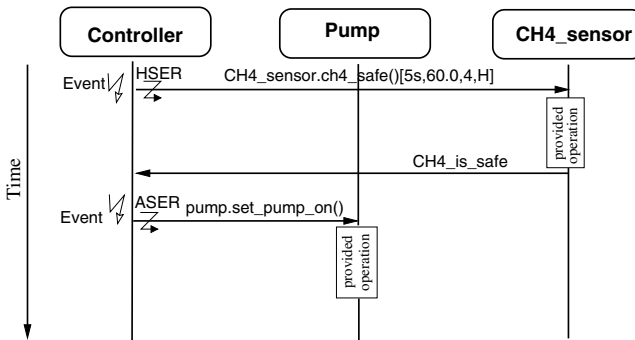 Controller
Pump
CH4_sensor
Event
HSER
CH4_sensor.ch4_safe()[5s,60.0,4,H]
provided
operation
CH4_is_safe
Time
Event
ASER
pump.set_pump_on()
provided
operation